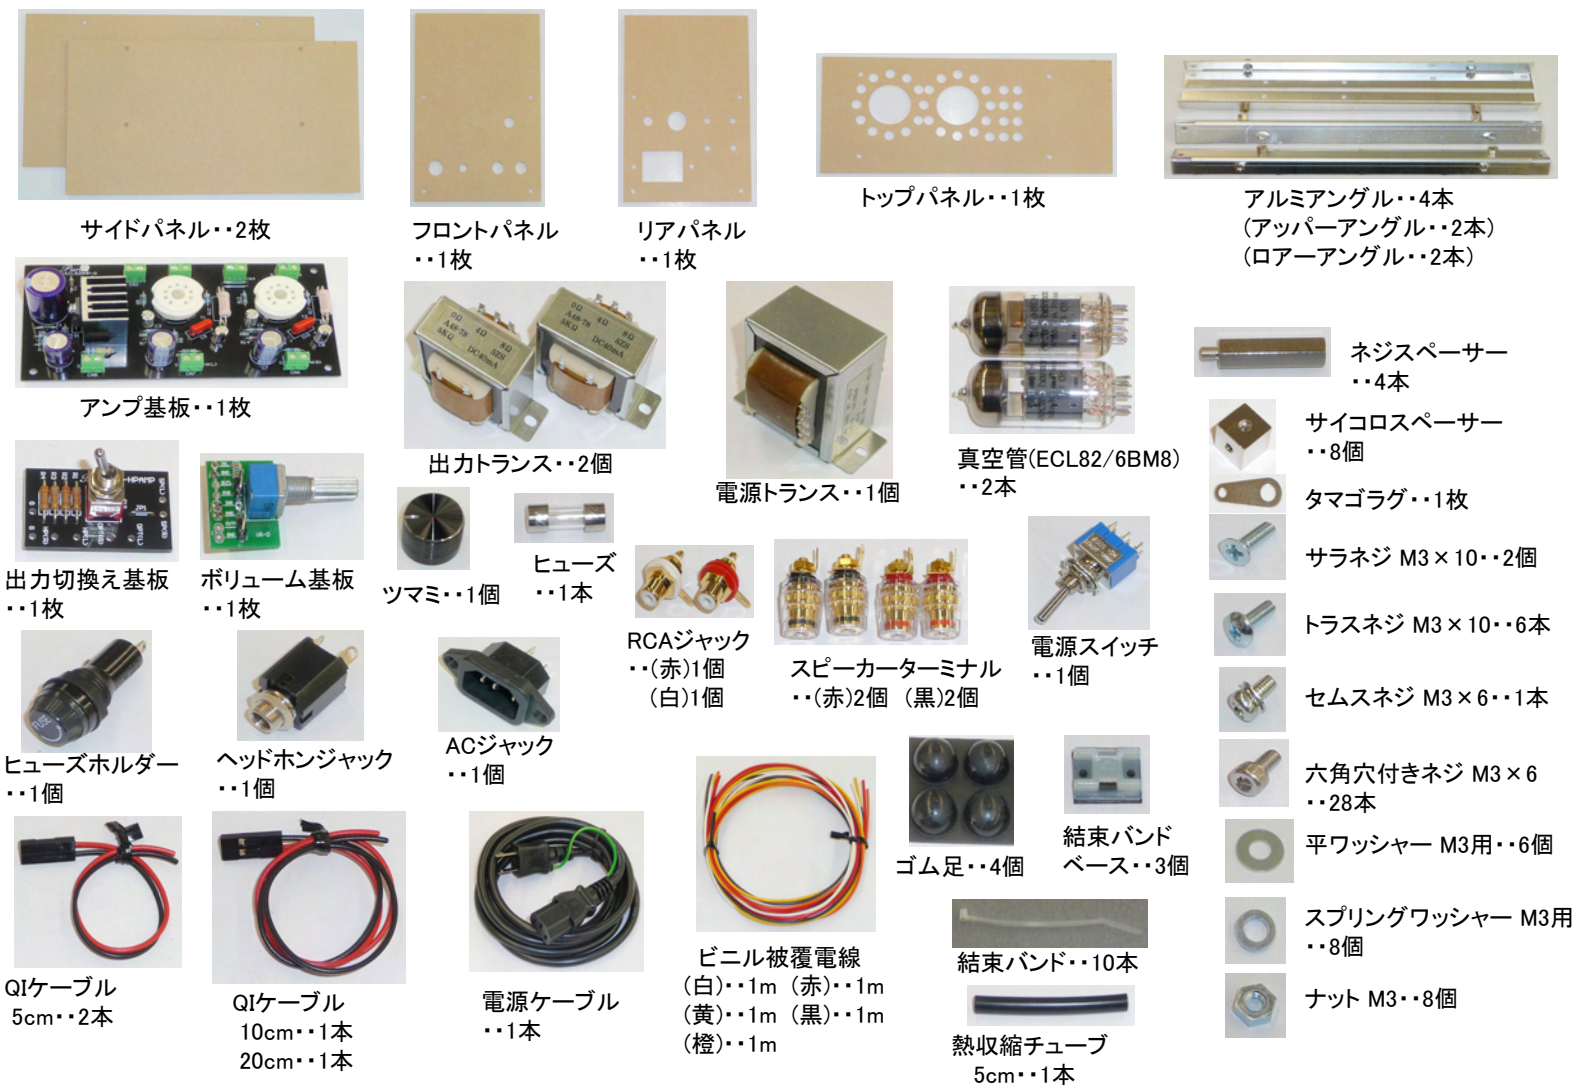 サイドパネル・・2枚
フロントパネル
・・1枚
リアパネル
・・1枚
トップパネル・・1枚
アルミアングル・・4本
(アッパーアングル・・2本)
(ロアーアングル・・2本)
アンプ基板・・1枚
0Ω 4Ω 8Ω
A48-78 5ZS
5KΩ DC40mA
0Ω 4Ω 8Ω
A48-78 5ZS
5KΩ DC40mA
出力トランス・・2個
電源トランス・・1個
真空管(ECL82/6BM8)
・・2本
ネジスペーサー
・・4本
サイコロスペーサー
・・8個
タマゴラグ・・1枚
サラネジ M3×10・・2個
トラスネジ M3×10・・6本
セムスネジ M3×6・・1本
六角穴付きネジ M3×6
・・28本
平ワッシャー M3用・・6個
スプリングワッシャー M3用
・・8個
ナット M3・・8個
HPAMP
出力切換え基板
・・1枚
ボリューム基板
・・1枚
ツマミ・・1個
ヒューズ
・・1本
RCAジャック
・・(赤)1個
(白)1個
スピーカーターミナル
・・(赤)2個 (黒)2個
電源スイッチ
・・1個
FUSE
ヒューズホルダー
・・1個
ヘッドホンジャック
・・1個
ACジャック
・・1個
QIケーブル
5cm・・2本
QIケーブル
10cm・・1本
20cm・・1本
電源ケーブル
・・1本
ビニル被覆電線
(白)・・1m (赤)・・1m
(黄)・・1m (黒)・・1m
(橙)・・1m
ゴム足・・4個
結束バンド
ベース・・3個
結束バンド・・10本
熱収縮チューブ
5cm・・1本